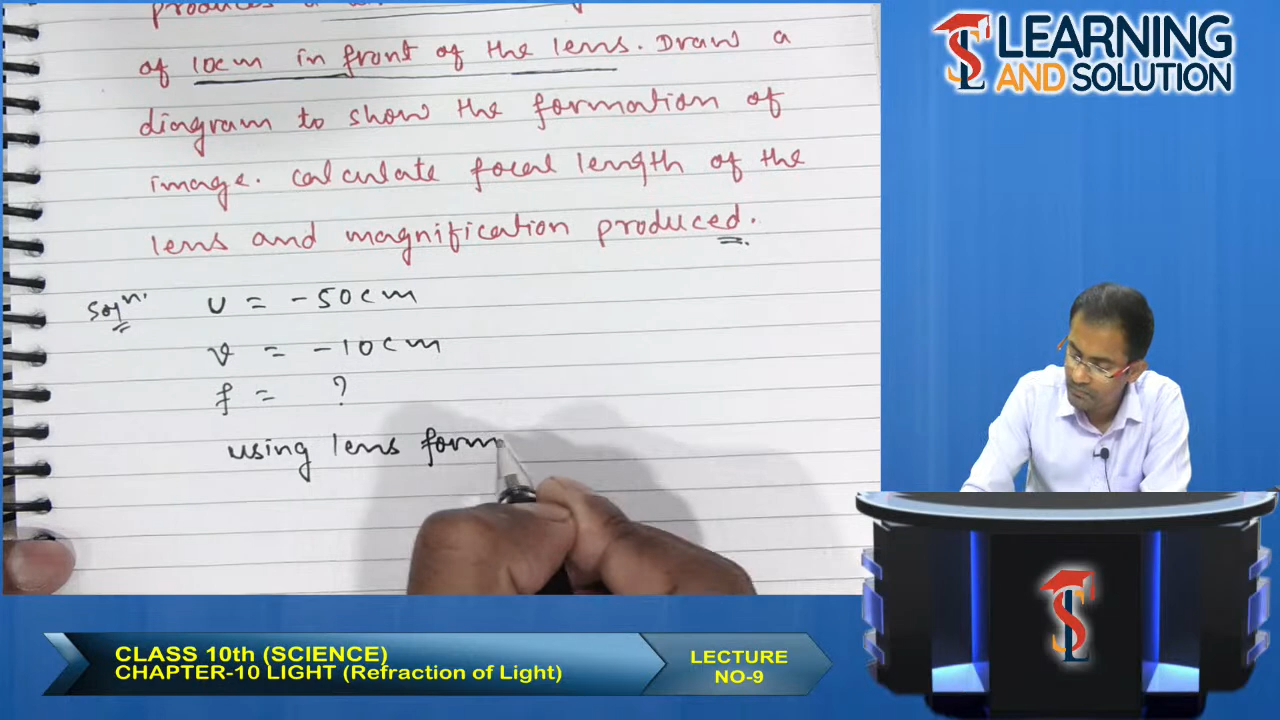 produces a
of 10cm in front of the lens. Draw a
diagram to show the formation of
image. calculate focal length of the
lens and magnification produced.
Sol^n. u = -50cm
v = -10cm
f = ?
using lens form
LEARNING
AND SOLUTION
CLASS 10th (SCIENCE)
CHAPTER-10 LIGHT (Refraction of Light)
LECTURE
NO-9